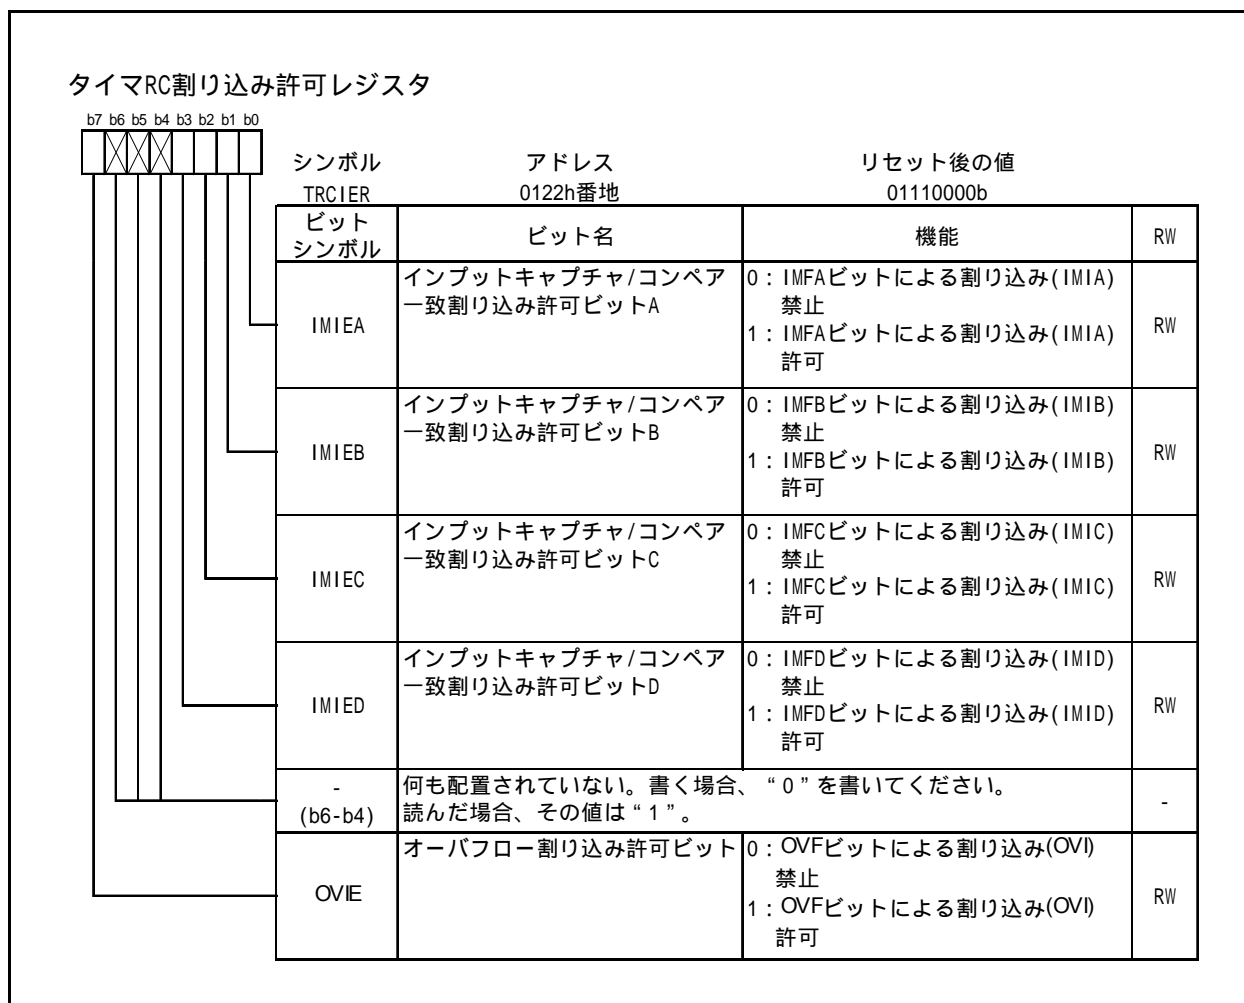 タイマRC割り込み許可レジスタ
b7 b6 b5 b4 b3 b2 b1 b0
シンボル アドレス リセット後の値
TRCIER 0122h番地 01110000b
ビット
シンボル
ビット名
機能
RW
IMIEA
インプットキャプチャ/コンペア
一致割り込み許可ビットA
0：IMFAビットによる割り込み(IMIA)
禁止
1：IMFAビットによる割り込み(IMIA)
許可
RW
IMIEB
インプットキャプチャ/コンペア
一致割り込み許可ビットB
0：IMFBビットによる割り込み(IMIB)
禁止
1：IMFBビットによる割り込み(IMIB)
許可
RW
IMIEC
インプットキャプチャ/コンペア
一致割り込み許可ビットC
0：IMFCビットによる割り込み(IMIC)
禁止
1：IMFCビットによる割り込み(IMIC)
許可
RW
IMIED
インプットキャプチャ/コンペア
一致割り込み許可ビットD
0：IMFDビットによる割り込み(IMID)
禁止
1：IMFDビットによる割り込み(IMID)
許可
RW
-
(b6-b4)
何も配置されていない。書く場合、“0”を書いてください。
読んだ場合、その値は“1”。
-
OVIE
オーバフロー割り込み許可ビット
0：OVFビットによる割り込み(OVI)
禁止
1：OVFビットによる割り込み(OVI)
許可
RW